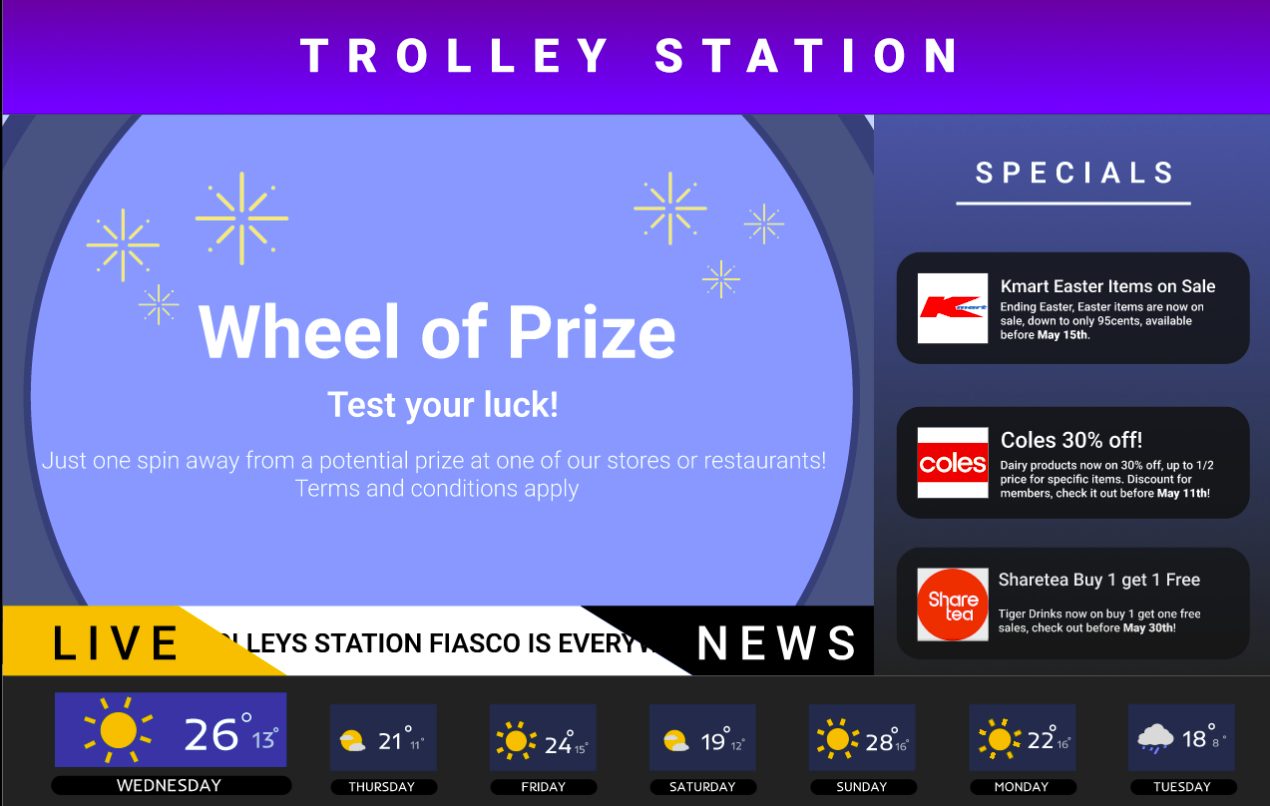 TROLLEY STATION
Wheel of Prize
Test your luck!
Just one spin away from a potential prize at one of our stores or restaurants!
Terms and conditions apply
SPECIALS
Kmart
Kmart Easter Items on Sale
Ending Easter, Easter items are now on
sale, down to only 95cents, available
before May 15th.
coles
Coles 30% off!
Dairy products now on 30% off, up to 1/2
price for specific items. Discount for
members, check it out before May 11th!
Share
tea
Sharetea Buy 1 get 1 Free
Tiger Drinks now on buy 1 get one free
sales, check out before May 30th!
LIVE
LEYS STATION FIASCO IS EVERY
NEWS
26° 13°
WEDNESDAY
21° 11°
THURSDAY
24° 15°
FRIDAY
19° 12°
SATURDAY
28° 16°
SUNDAY
22° 16°
MONDAY
18° 8°
TUESDAY